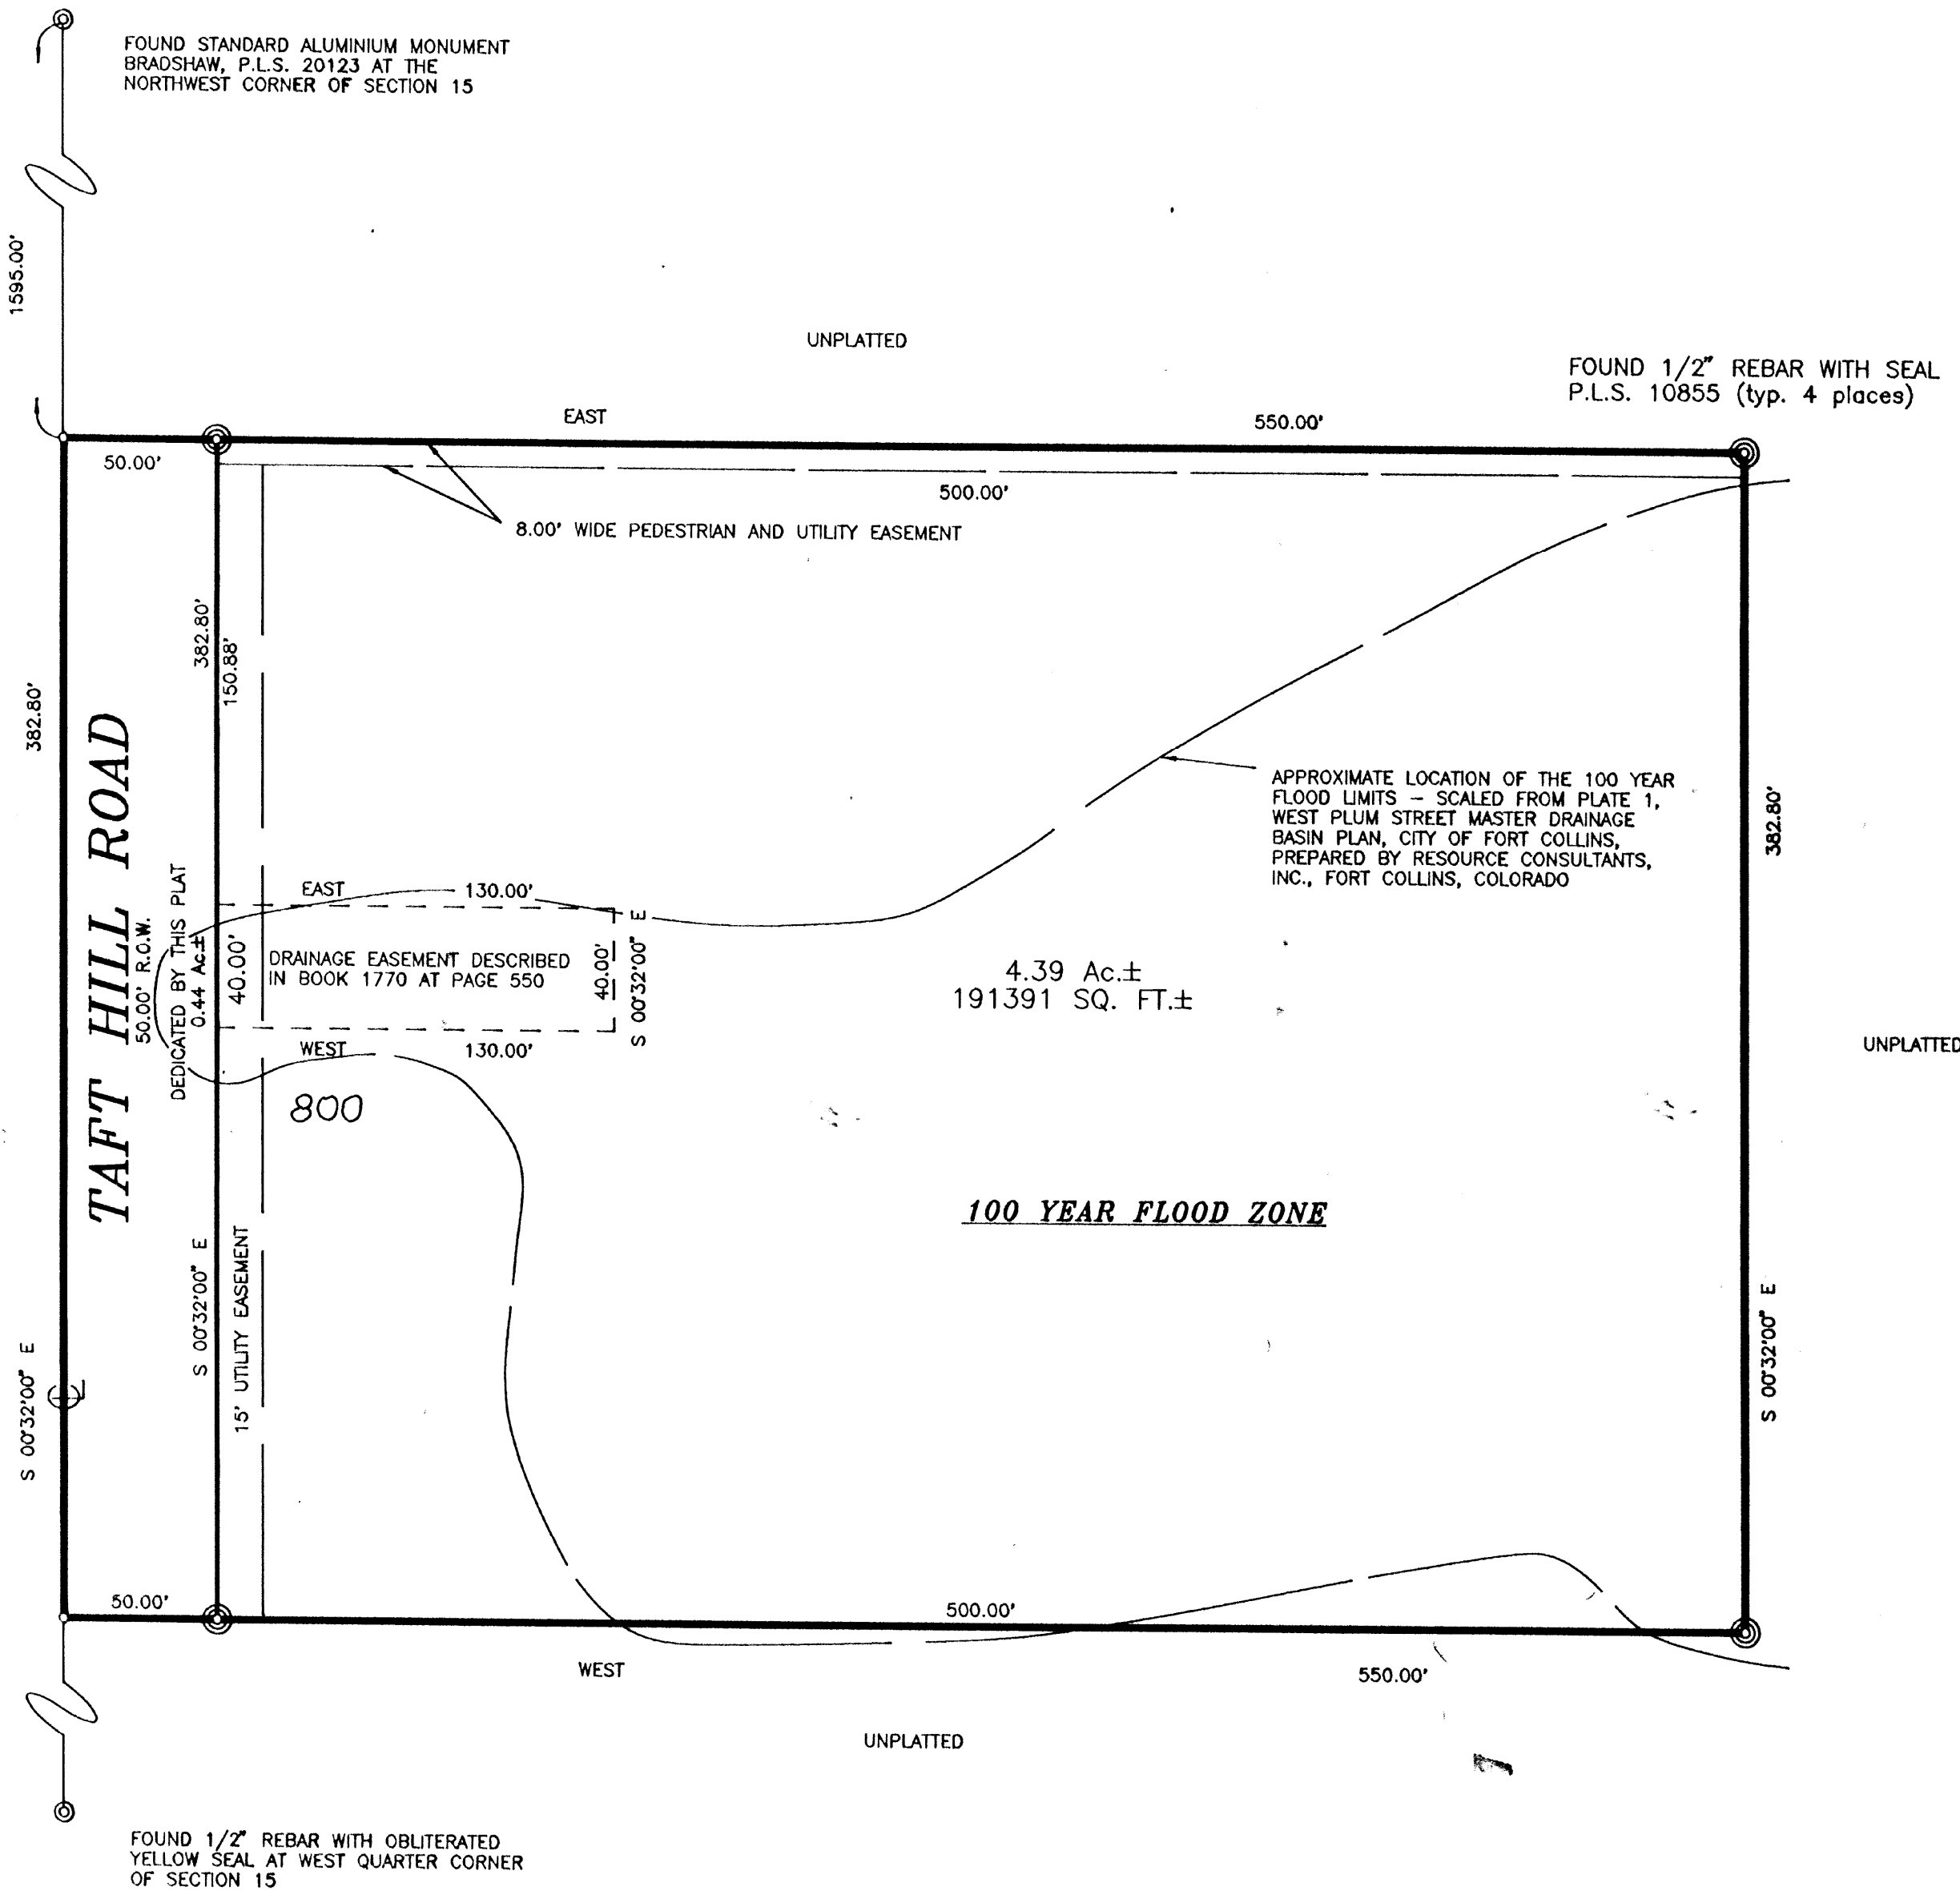 FOUND STANDARD ALUMINIUM MONUMENT
BRADSHAW, P.L.S. 20123 AT THE
NORTHWEST CORNER OF SECTION 15
1595.00'
UNPLATTED
FOUND 1/2" REBAR WITH SEAL
P.L.S. 10855 (typ. 4 places)
EAST
550.00'
50.00'
500.00'
8.00' WIDE PEDESTRIAN AND UTILITY EASEMENT
382.80'
382.80'
150.88'
TAFT HILL ROAD
50.00' R.O.W.
DEDICATED BY THIS PLAT
0.44 Ac.±
APPROXIMATE LOCATION OF THE 100 YEAR
FLOOD LIMITS – SCALED FROM PLATE 1,
WEST PLUM STREET MASTER DRAINAGE
BASIN PLAN, CITY OF FORT COLLINS,
PREPARED BY RESOURCE CONSULTANTS,
INC., FORT COLLINS, COLORADO
382.80'
EAST
130.00'
40.00'
DRAINAGE EASEMENT DESCRIBED
IN BOOK 1770 AT PAGE 550
40.00'
S 00°32'00" E
4.39 Ac.±
191391 SQ. FT.±
WEST
130.00'
UNPLATTED
800
100 YEAR FLOOD ZONE
S 00°32'00" E
S 00°32'00" E
15' UTILITY EASEMENT
S 00°32'00" E
50.00'
500.00'
WEST
550.00'
UNPLATTED
FOUND 1/2" REBAR WITH OBLITERATED
YELLOW SEAL AT WEST QUARTER CORNER
OF SECTION 15